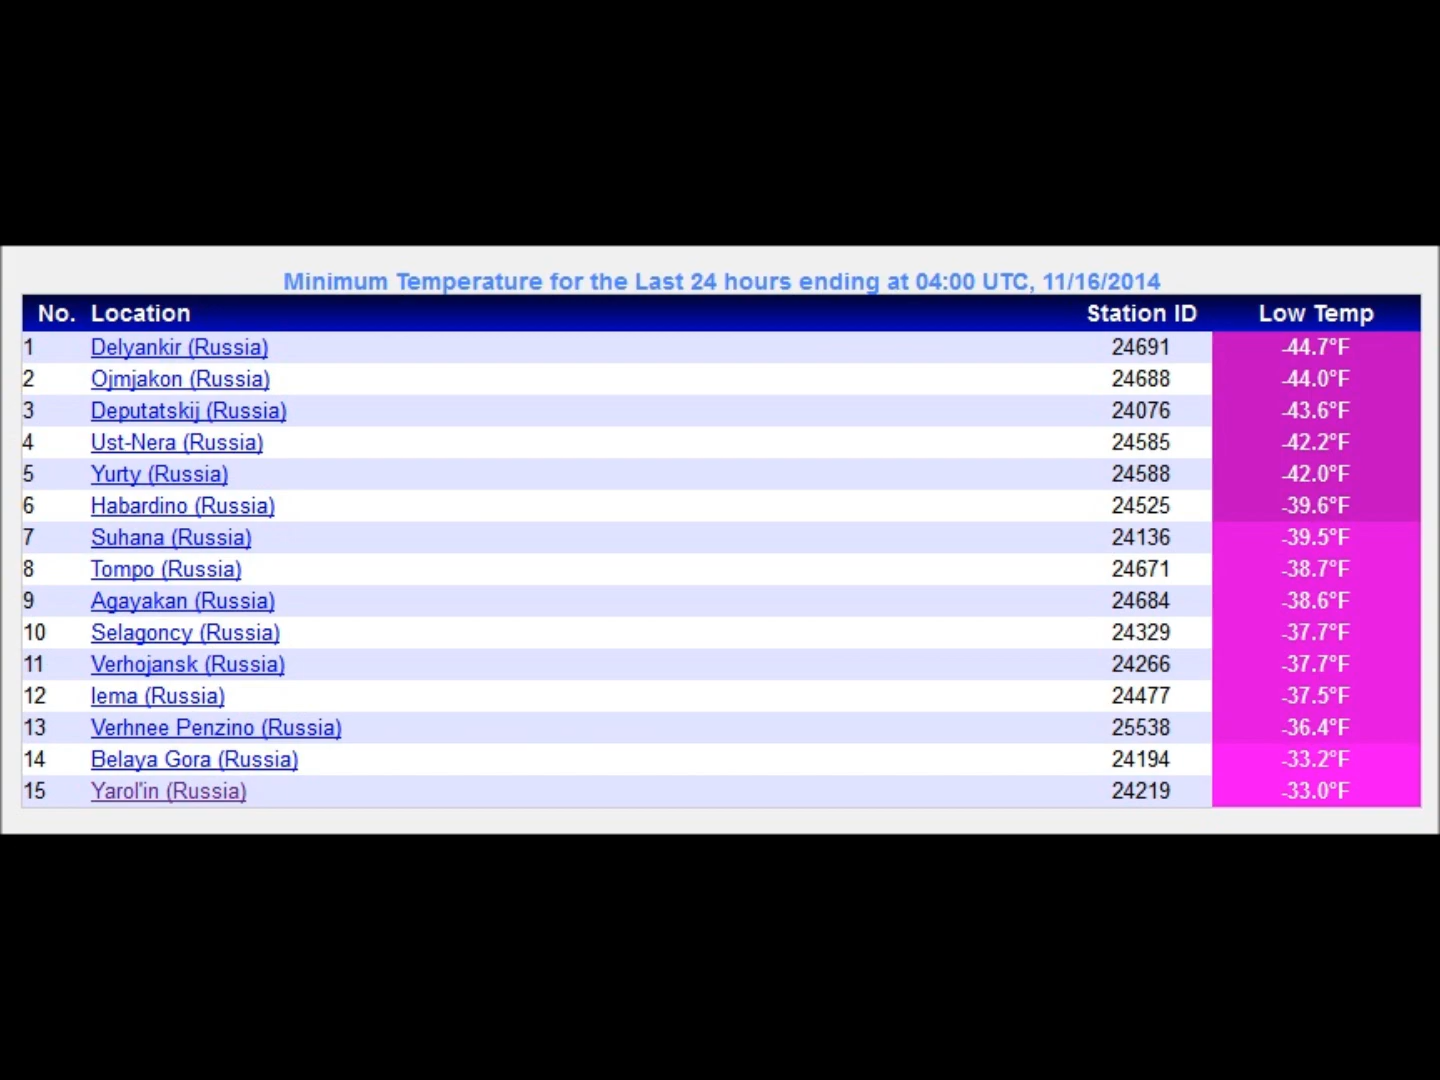 Minimum Temperature for the Last 24 hours ending at 04:00 UTC, 11/16/2014
No. Location Station ID Low Temp
1 Delyankir (Russia) 24691 -44.7°F
2 Ojmjakon (Russia) 24688 -44.0°F
3 Deputatskij (Russia) 24076 -43.6°F
4 Ust-Nera (Russia) 24585 -42.2°F
5 Yurty (Russia) 24588 -42.0°F
6 Habardino (Russia) 24525 -39.6°F
7 Suhana (Russia) 24136 -39.5°F
8 Tompo (Russia) 24671 -38.7°F
9 Agayakan (Russia) 24684 -38.6°F
10 Selagoncy (Russia) 24329 -37.7°F
11 Verhojansk (Russia) 24266 -37.7°F
12 Iema (Russia) 24477 -37.5°F
13 Verhnee Penzino (Russia) 25538 -36.4°F
14 Belaya Gora (Russia) 24194 -33.2°F
15 Yarol'in (Russia) 24219 -33.0°F